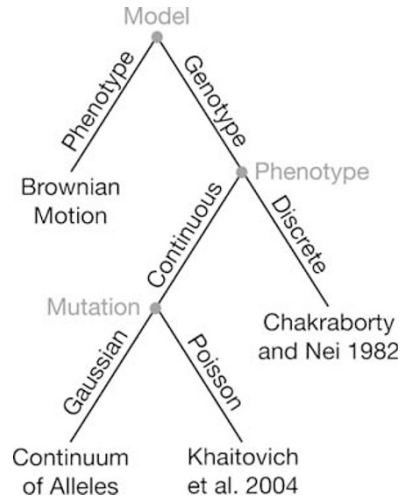 Model
Phenotype
Genotype
Brownian
Motion
Phenotype
Continuous
Discrete
Mutation
Chakraborty
and Nei 1982
Gaussian
Poisson
Continuum
of Alleles
Khaitovich
et al. 2004